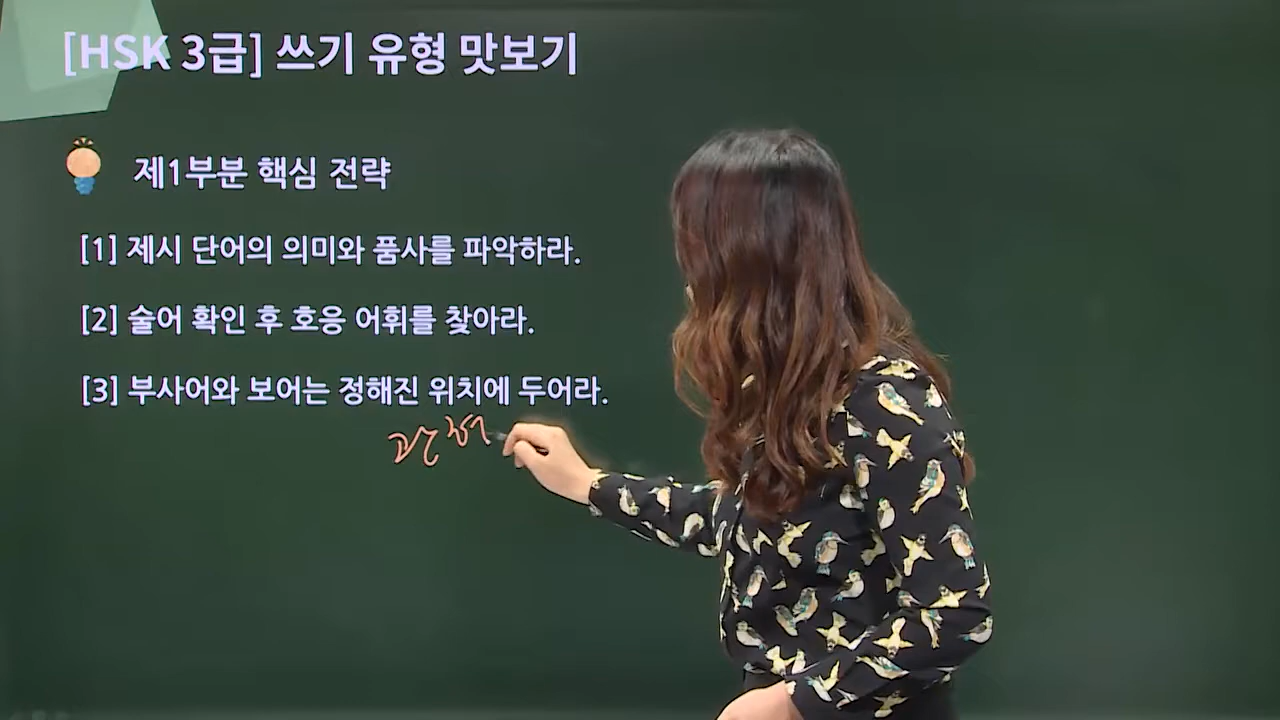 [HSK 3급] 쓰기 유형 맛보기
제1부분 핵심 전략
[1] 제시 단어의 의미와 품사를 파악하라.
[2] 술어 확인 후 호응 어휘를 찾아라.
[3] 부사어와 보어는 정해진 위치에 두어라.